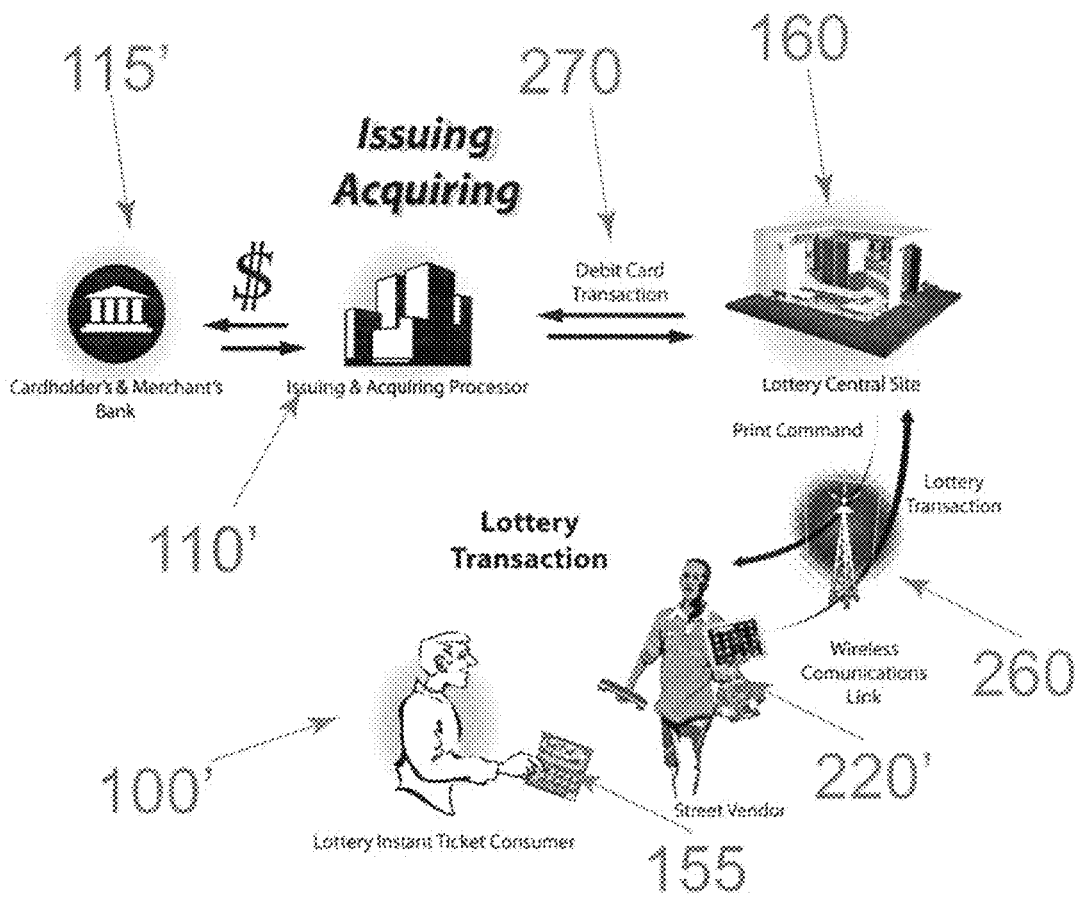 115’
270
160
Issuing
Acquiring
$
Debit Card
Transaction
Cardholder's & Merchant's
Bank
Issuing & Acquiring Processor
Lottery Central Site
Print Command
Lottery
Transaction
110’
Lottery
Transaction
Wireless
Comunications
Link
260
220’
100’
Street Vendor
Lottery Instant Ticket Consumer
155